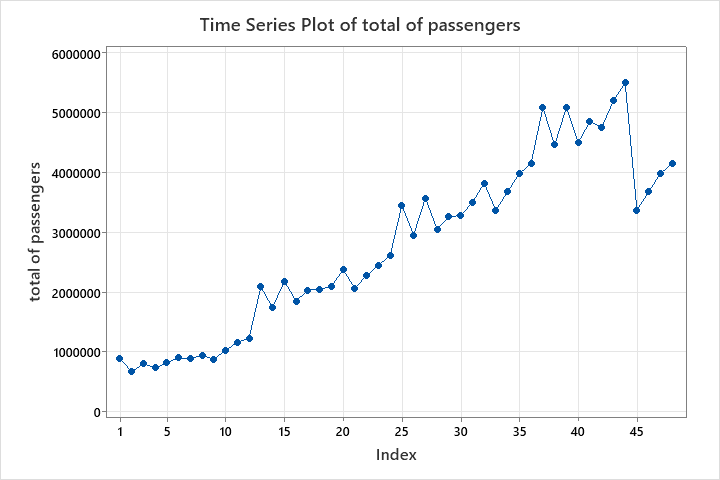 Time Series Plot of total of passengers
6000000
5000000
4000000
3000000
2000000
1000000
0
total of passengers
1 5 10 15 20 25 30 35 40 45
Index